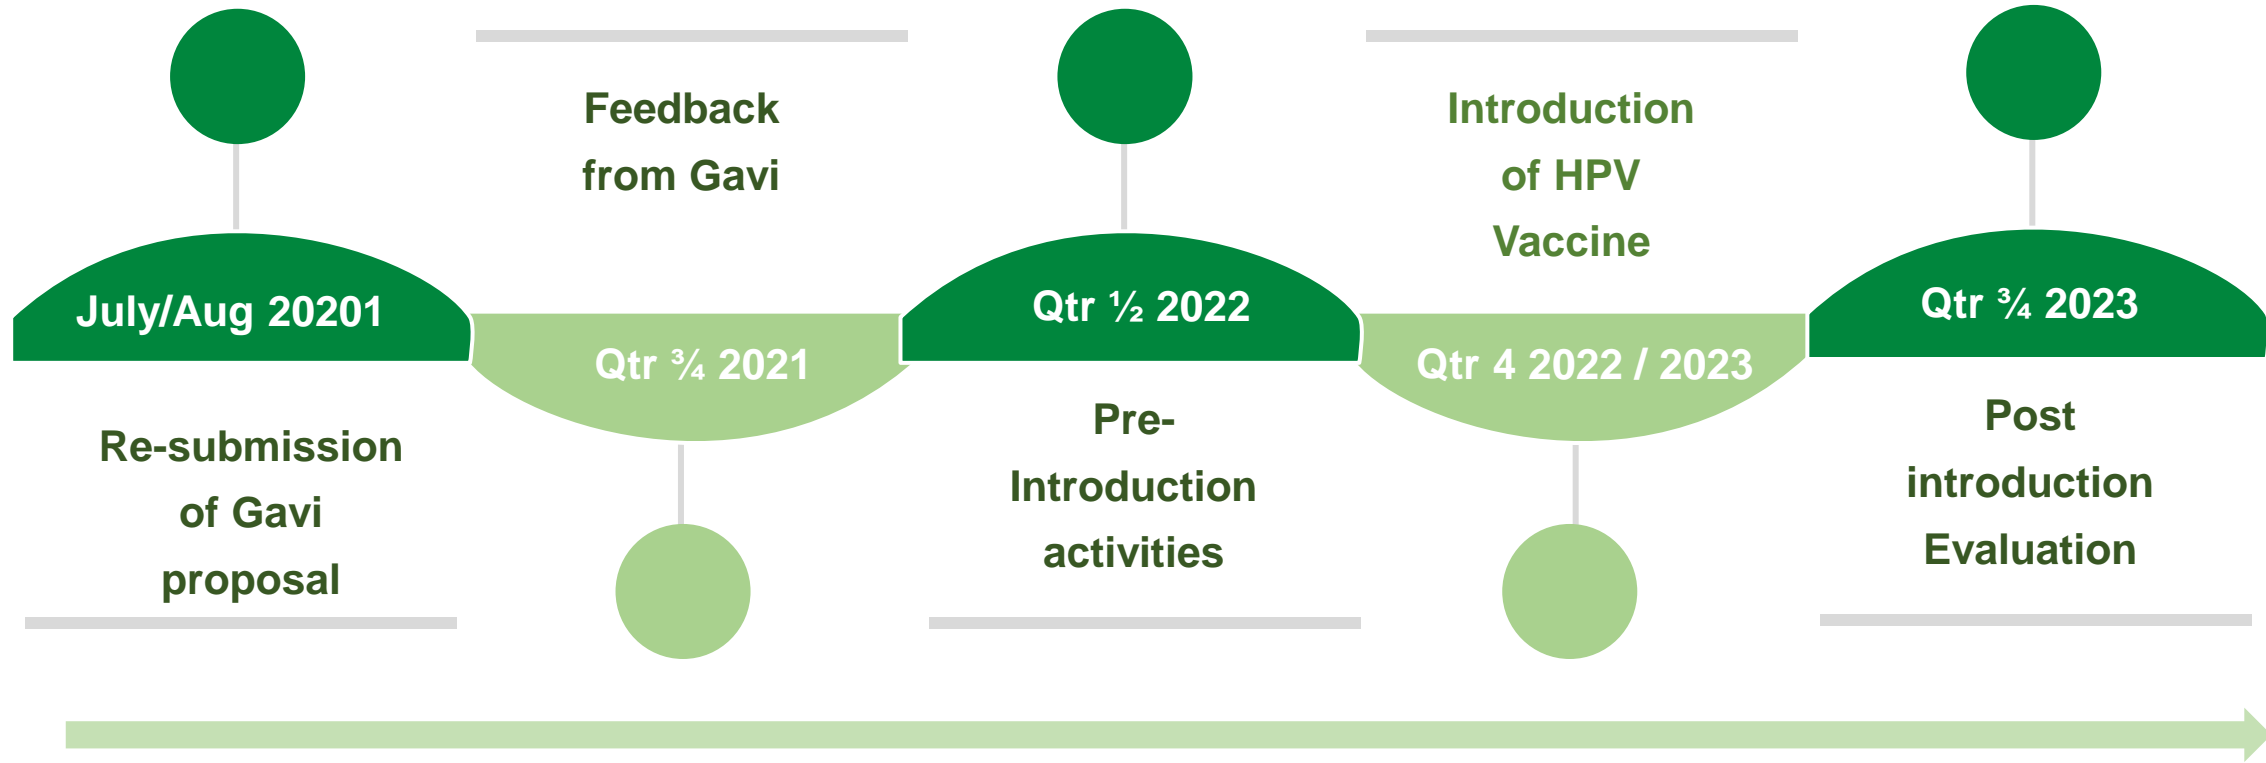 July/Aug 20201
Re-submission
of Gavi
proposal
Feedback
from Gavi
Qtr ¾ 2021
Qtr ½ 2022
Pre-
Introduction
activities
Introduction
of HPV
Vaccine
Qtr 4 2022 / 2023
Qtr ¾ 2023
Post
introduction
Evaluation